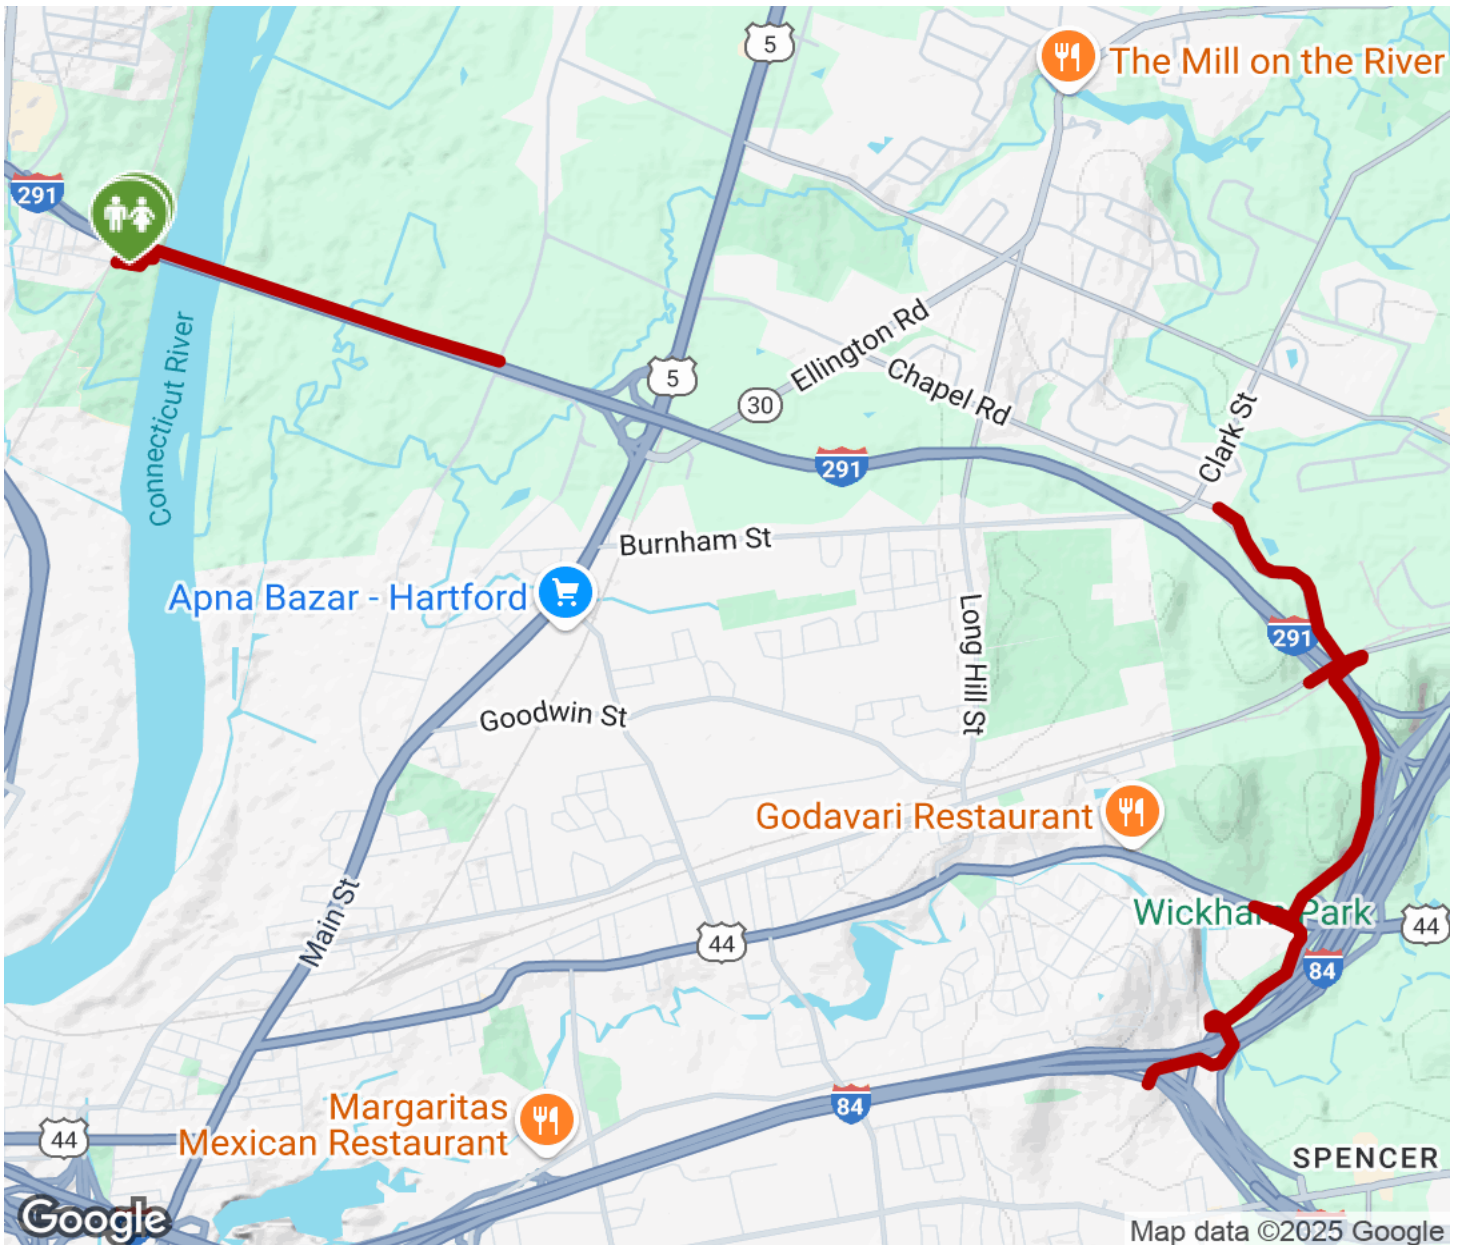 5
The Mill on the River
291
Connecticut River
Ellington Rd
5
30
Chapel Rd
Clark St
291
Burnham St
Apna Bazar - Hartford
Long Hill St
291
Goodwin St
Godavari Restaurant
Main St
Wickham Park
44
44
84
Margaritas
Mexican Restaurant
84
44
SPENCER
Google
Map data ©2025 Google